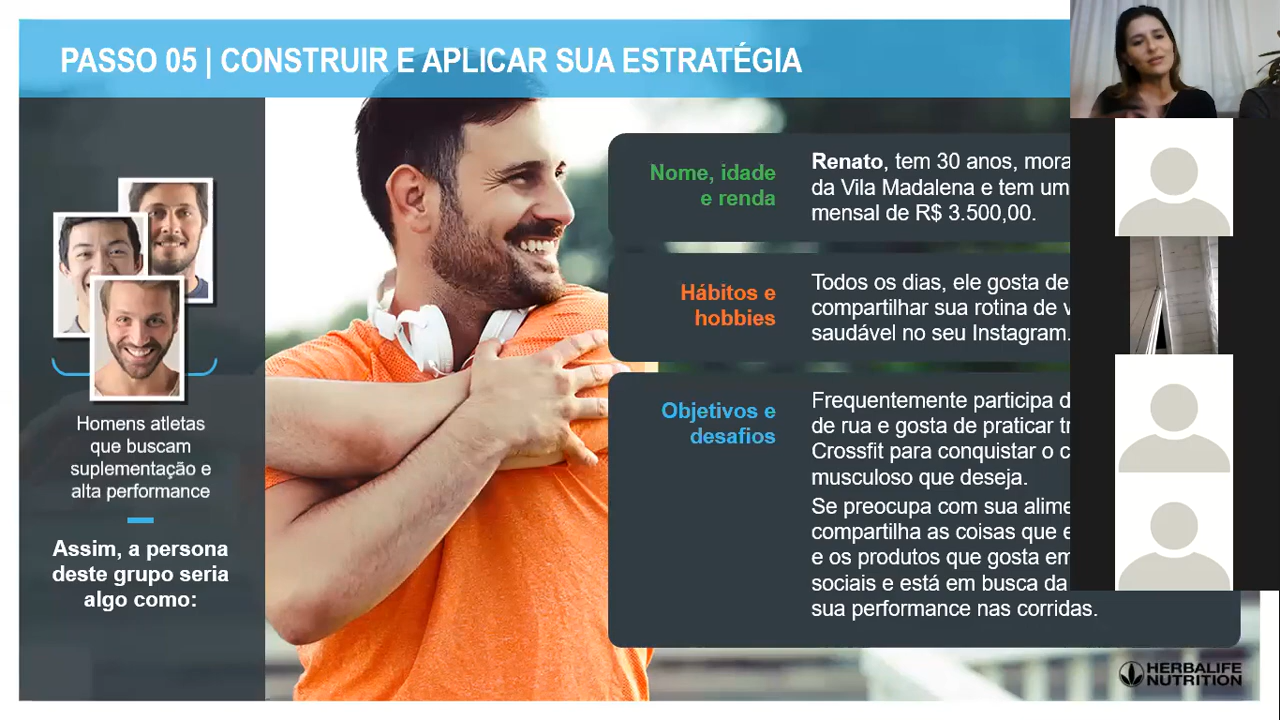 PASSO 05 | CONSTRUIR E APLICAR SUA ESTRATÉGIA
Homens atletas
que buscam
suplementação e
alta performance
Assim, a persona
deste grupo seria
algo como:
Nome, idade
e renda
Renato, tem 30 anos, mora
da Vila Madalena e tem um
mensal de R$ 3.500,00.
Hábitos e
hobbies
Todos os dias, ele gosta de
compartilhar sua rotina de
saudável no seu Instagram.
Objetivos e
desafios
Frequentemente participa
de rua e gosta de praticar
Crossfit para conquistar o
musculoso que deseja.
Se preocupa com sua
compartilha as coisas que
e os produtos que gosta em
sociais e está em busca da
sua performance nas corridas.
HERBALIFE
NUTRITION